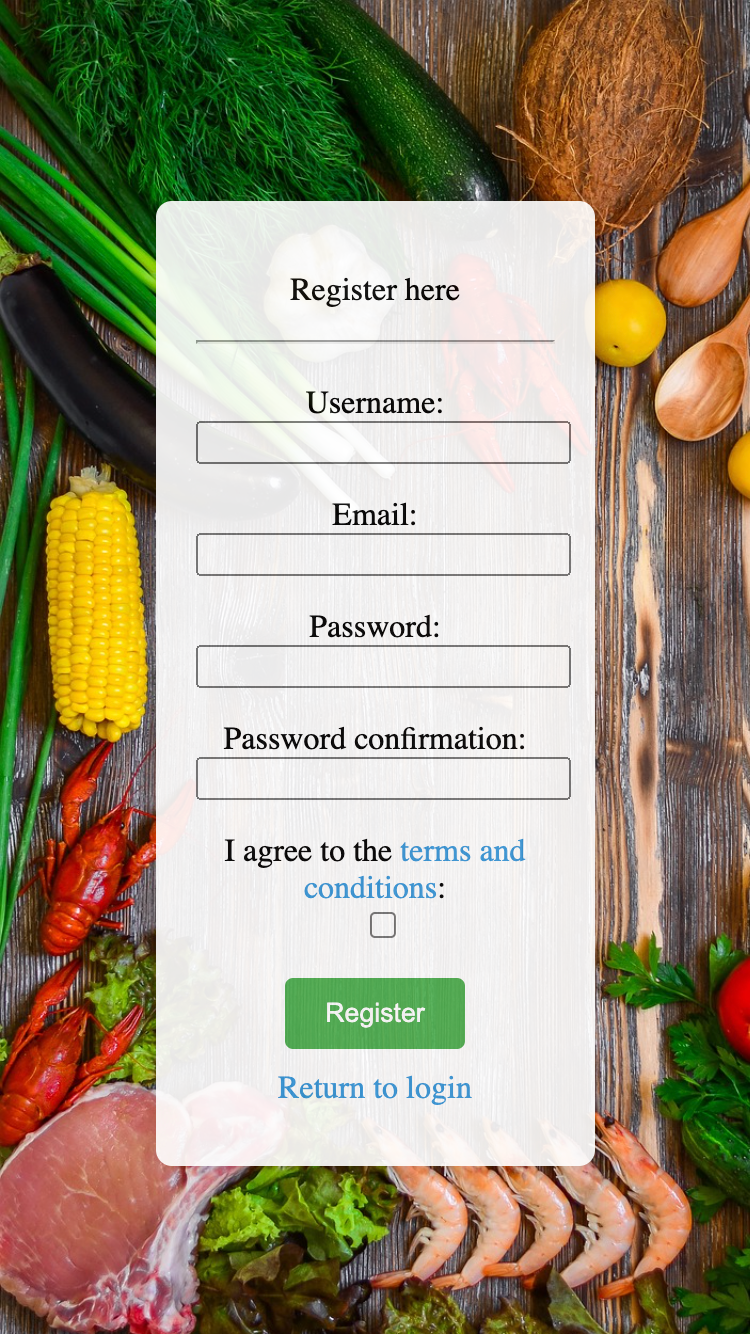 Register here
Username:
Email:
Password:
Password confirmation:
I agree to the terms and
conditions:
Register
Return to login